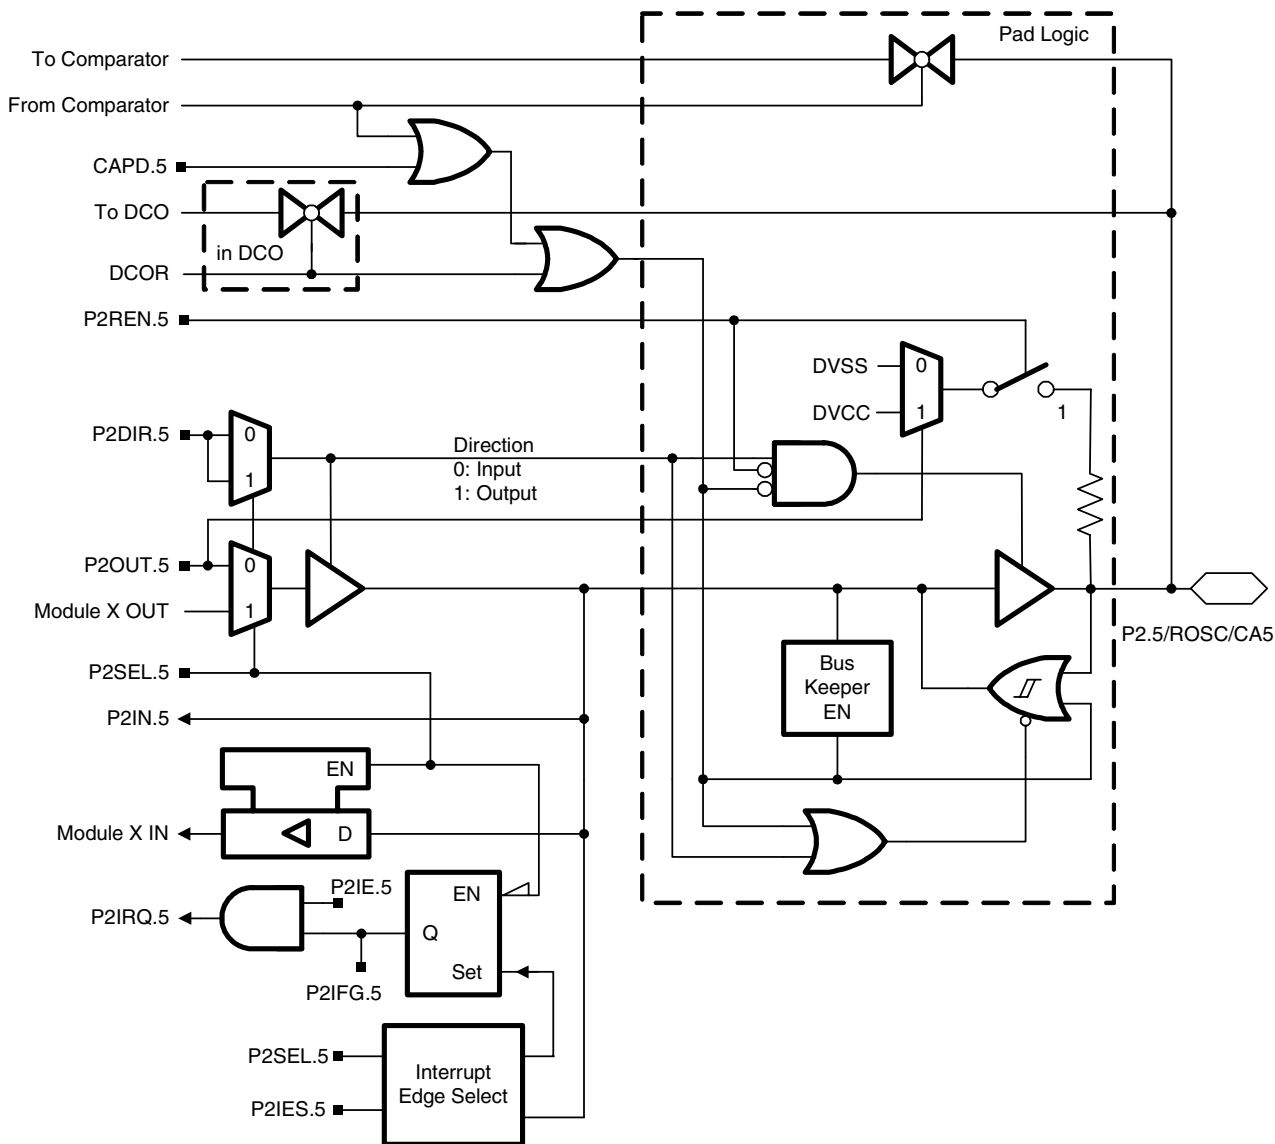 Pad Logic
To Comparator
From Comparator
CAPD.5
To DCO
in DCO
DCOR
P2REN.5
DVSS
0
DVCC
1
1
P2DIR.5
0
1
Direction
0: Input
1: Output
P2OUT.5
0
Module X OUT
1
P2.5/ROSC/CA5
P2SEL.5
Bus
Keeper
EN
P2IN.5
EN
Module X IN
D
P2IE.5
EN
P2IRQ.5
Q
Set
P2IFG.5
P2SEL.5
Interrupt
Edge Select
P2IES.5